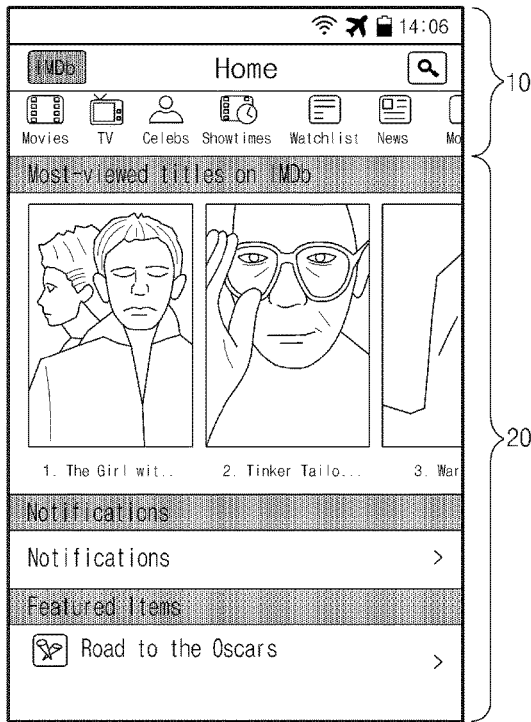 14:06
IMDb Home
Movies TV Celebs Showtimes Watchlist News Mo
10
Most-viewed titles on IMDb
1. The Girl wit.. 2. Tinker Tailo... 3. War
20
Notifications
Notifications >
Featured Items
Road to the Oscars >